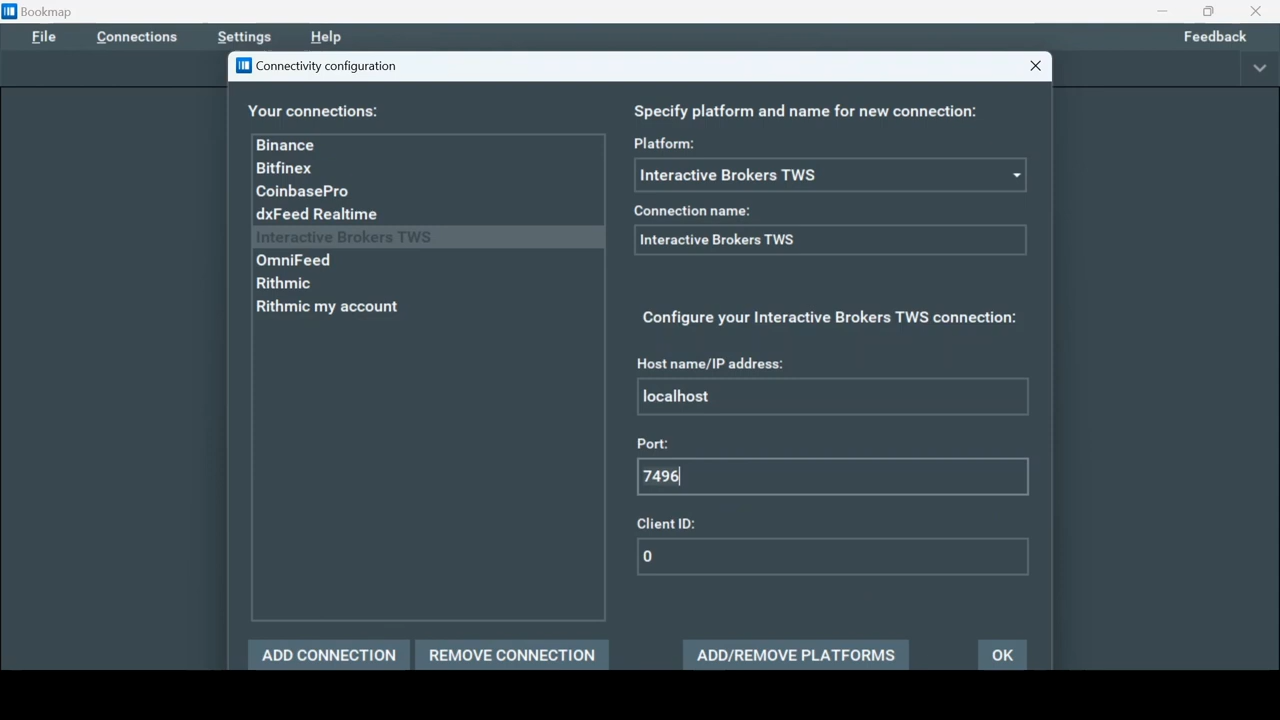 Bookmap
File Connections Settings Help Feedback
Connectivity configuration
Your connections:
Binance
Bitfinex
CoinbasePro
dxFeed Realtime
Interactive Brokers TWS
OmniFeed
Rithmic
Rithmic my account
ADD CONNECTION REMOVE CONNECTION
Specify platform and name for new connection:
Platform:
Interactive Brokers TWS
Connection name:
Interactive Brokers TWS
Configure your Interactive Brokers TWS connection:
Host name/IP address:
localhost
Port:
7496
Client ID:
0
ADD/REMOVE PLATFORMS OK